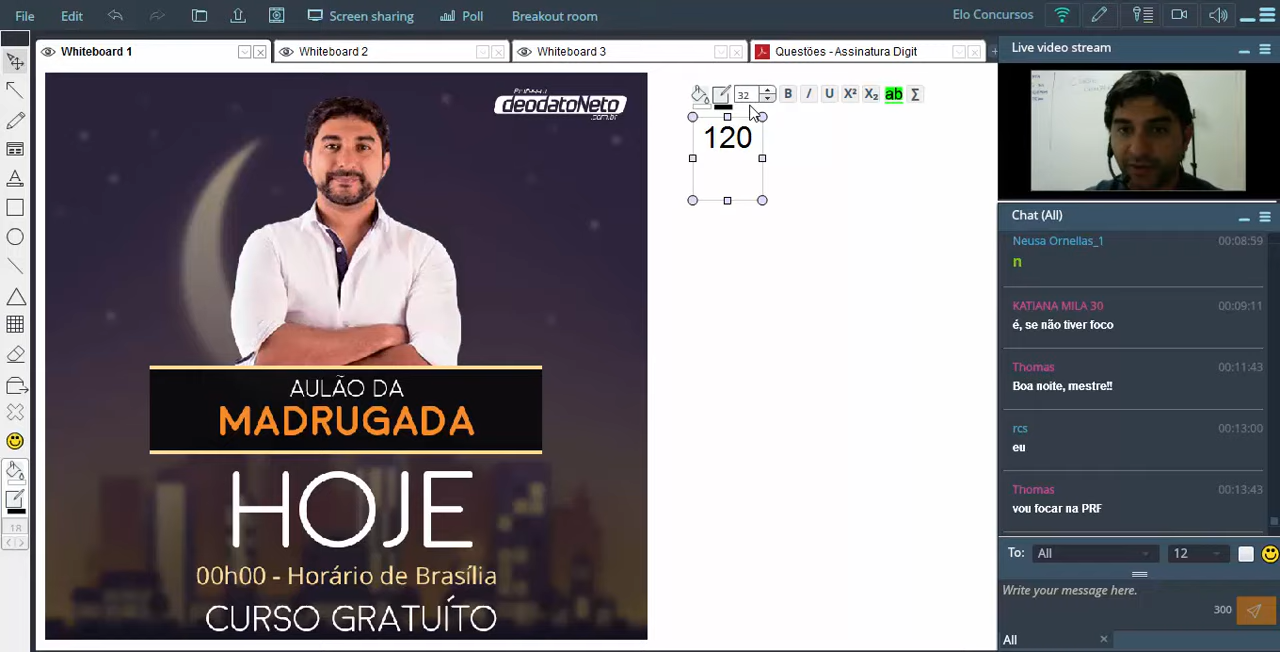 File Edit Screen sharing Poll Breakout room Elo Concursos
Whiteboard 1 Whiteboard 2 Whiteboard 3 Questões - Assinatura Digit
Live video stream
deodatoNeto
.com.br
32 B I U X² X₂ ab Σ
120
AULÃO DA
MADRUGADA
HOJE
00h00 - Horário de Brasília
CURSO GRATUÍTO
18
Chat (All)
Neusa Ornellas_1 00:08:59
n
KATIANA MILA 30 00:09:11
é, se não tiver foco
Thomas 00:11:43
Boa noite, mestre!!
rcs 00:13:00
eu
Thomas 00:13:43
vou focar na PRF
To: All 12
Write your message here.
300
All